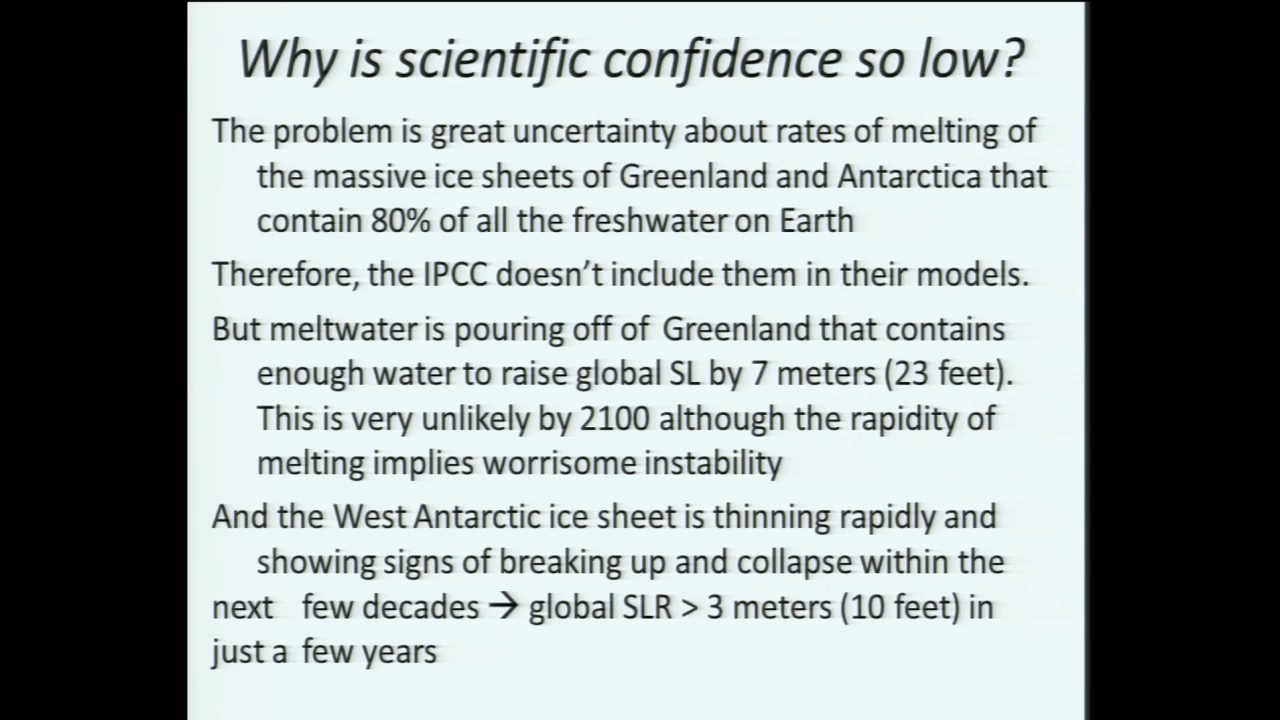 Why is scientific confidence so low?
The problem is great uncertainty about rates of melting of
the massive ice sheets of Greenland and Antarctica that
contain 80% of all the freshwater on Earth
Therefore, the IPCC doesn’t include them in their models.
But meltwater is pouring off of Greenland that contains
enough water to raise global SL by 7 meters (23 feet).
This is very unlikely by 2100 although the rapidity of
melting implies worrisome instability
And the West Antarctic ice sheet is thinning rapidly and
showing signs of breaking up and collapse within the
next few decades → global SLR > 3 meters (10 feet) in
just a few years